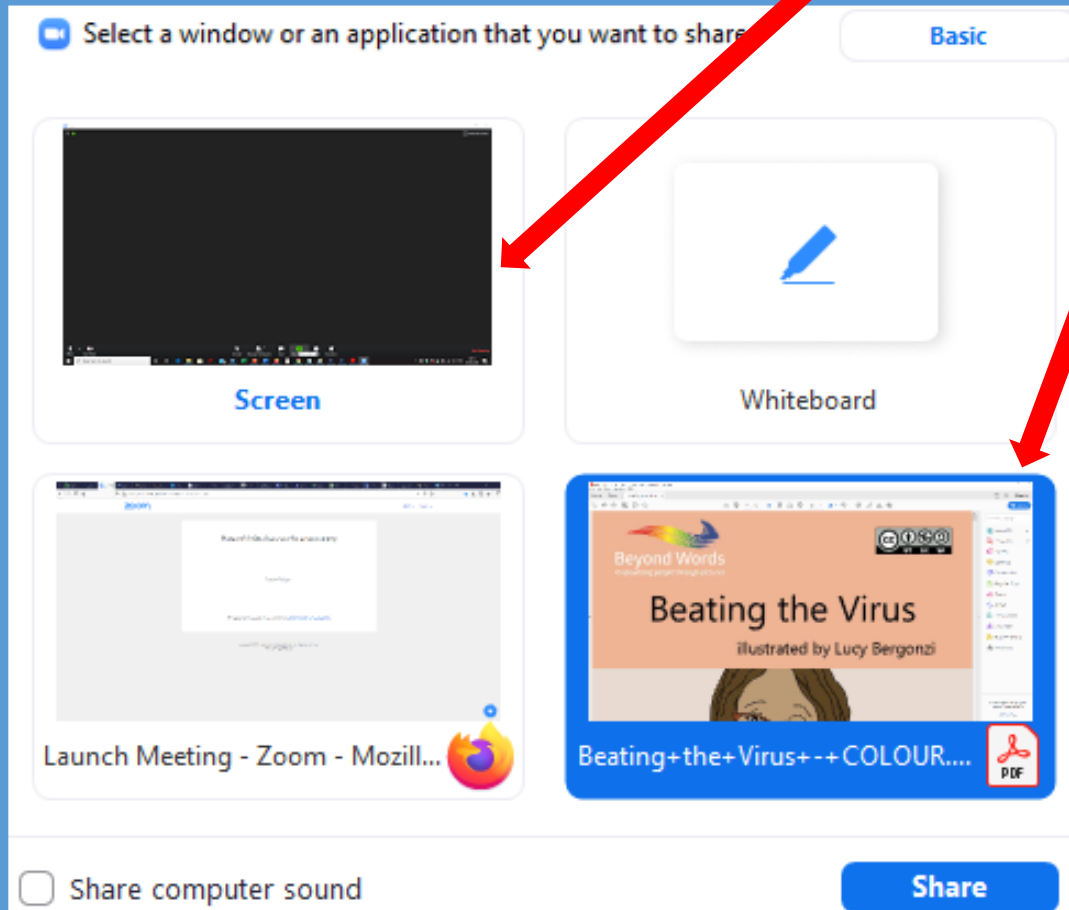 Select a window or an application that you want to share
Basic
Screen
Whiteboard
zoom
Beyond Words
Beating the Virus
illustrated by Lucy Bergonzi
Launch Meeting - Zoom - Mozill...
Beating+the+Virus+-+COLOUR....
PDF
Share computer sound
Share